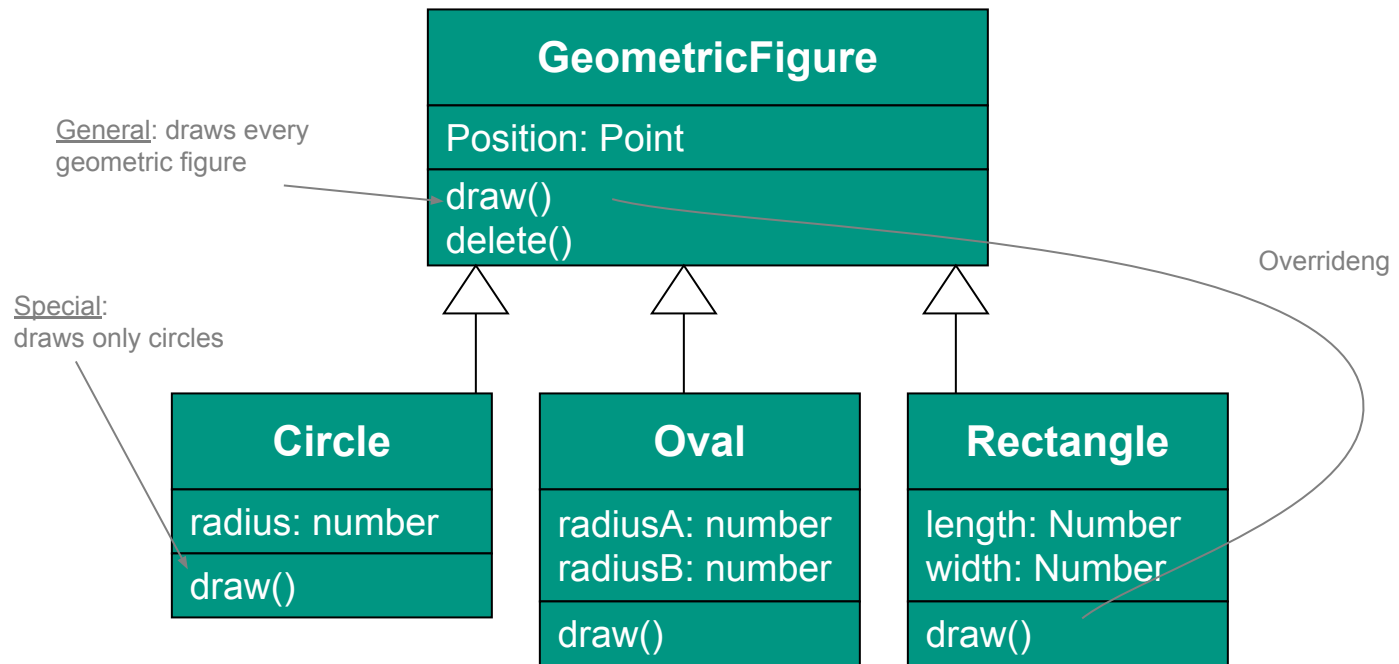 GeometricFigure
General: draws every
geometric figure
Position: Point
draw()
delete()
Overrideng
Special:
draws only circles
Circle
radius: number
draw()
Oval
radiusA: number
radiusB: number
draw()
Rectangle
length: Number
width: Number
draw()